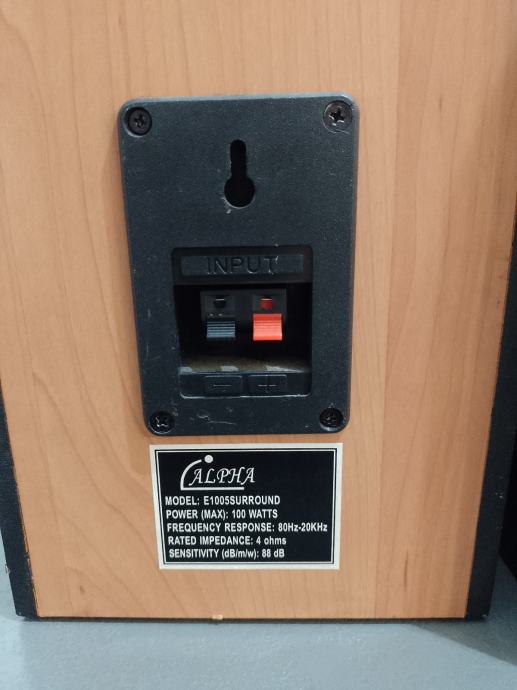 INPUT
- +
ALPHA
MODEL: E1005SURROUND
POWER (MAX): 100 WATTS
FREQUENCY RESPONSE: 80Hz-20KHz
RATED IMPEDANCE: 4 ohms
SENSITIVITY (dB/m/w): 88 dB